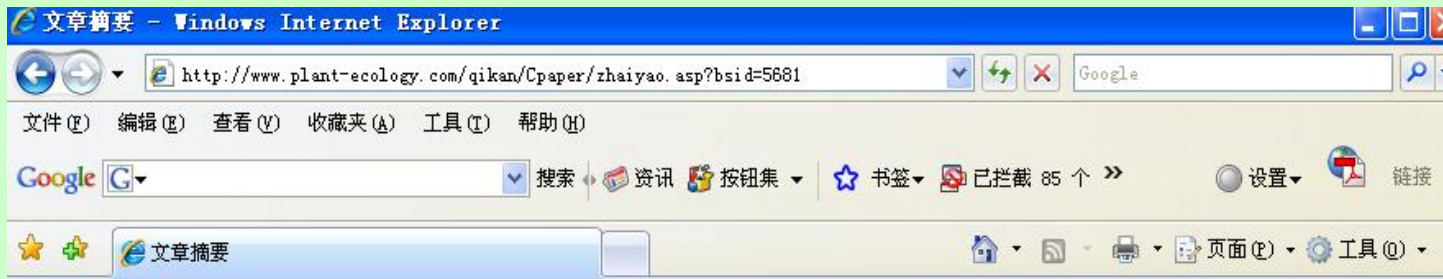 文章摘要 - Windows Internet Explorer
http://www.plant-ecology.com/qikan/Cpaper/zhaiyao.asp?bsid=5681 Google
文件(F) 编辑(E) 查看(V) 收藏夹(A) 工具(T) 帮助(H)
Google G 搜索 资讯 按钮集 书签 已拦截 85 个 » 设置 链接
文章摘要 页面(P) 工具(O)